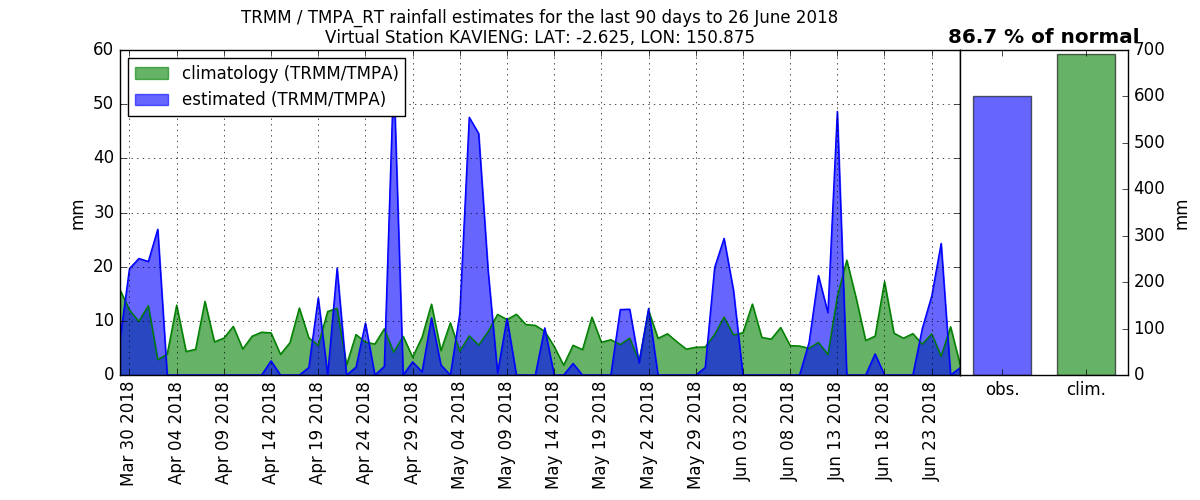 TRMM / TMPA_RT rainfall estimates for the last 90 days to 26 June 2018
Virtual Station KAVIENG: LAT: -2.625, LON: 150.875
86.7 % of normal
climatology (TRMM/TMPA)
estimated (TRMM/TMPA)
60
50
40
30
20
10
0
mm
700
600
500
400
300
200
100
0
mm
Mar 30 2018
Apr 04 2018
Apr 09 2018
Apr 14 2018
Apr 19 2018
Apr 24 2018
Apr 29 2018
May 04 2018
May 09 2018
May 14 2018
May 19 2018
May 24 2018
May 29 2018
Jun 03 2018
Jun 08 2018
Jun 13 2018
Jun 18 2018
Jun 23 2018
obs.
clim.